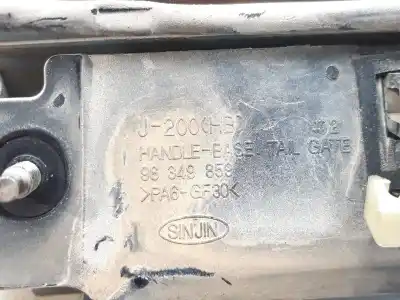 J-200(HB)
HANDLE-BASE TAIL GATE
96 349 859
>PA6-GF30<
SINJIN